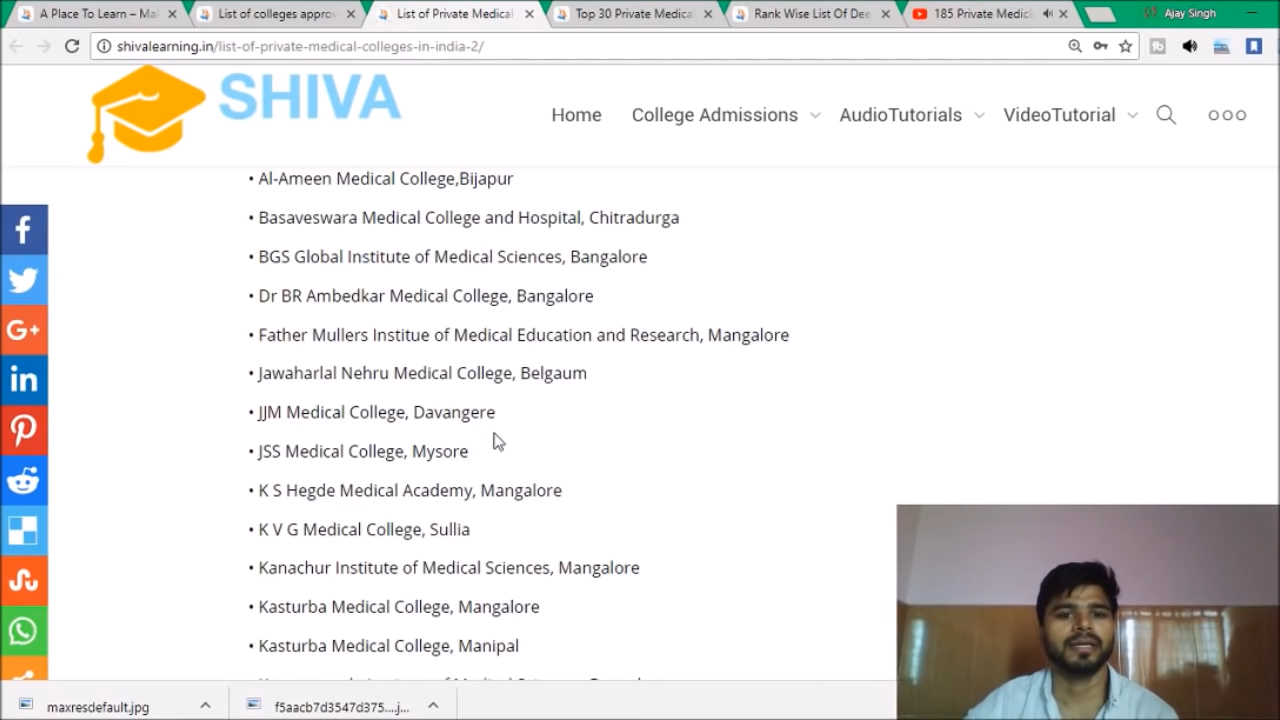 A Place To Learn – Ma
List of colleges approv
List of Private Medical
Top 30 Private Medica
Rank Wise List Of Dee
185 Private Medic
Ajay Singh
shivalearning.in/list-of-private-medical-colleges-in-india-2/
SHIVA
Home
College Admissions
AudioTutorials
VideoTutorial
• Al-Ameen Medical College,Bijapur
• Basaveswara Medical College and Hospital, Chitradurga
• BGS Global Institute of Medical Sciences, Bangalore
• Dr BR Ambedkar Medical College, Bangalore
• Father Mullers Institue of Medical Education and Research, Mangalore
• Jawaharlal Nehru Medical College, Belgaum
• JJM Medical College, Davangere
• JSS Medical College, Mysore
• K S Hegde Medical Academy, Mangalore
• K V G Medical College, Sullia
• Kanachur Institute of Medical Sciences, Mangalore
• Kasturba Medical College, Mangalore
• Kasturba Medical College, Manipal
maxresdefault.jpg
f5aacb7d3547d375....j...